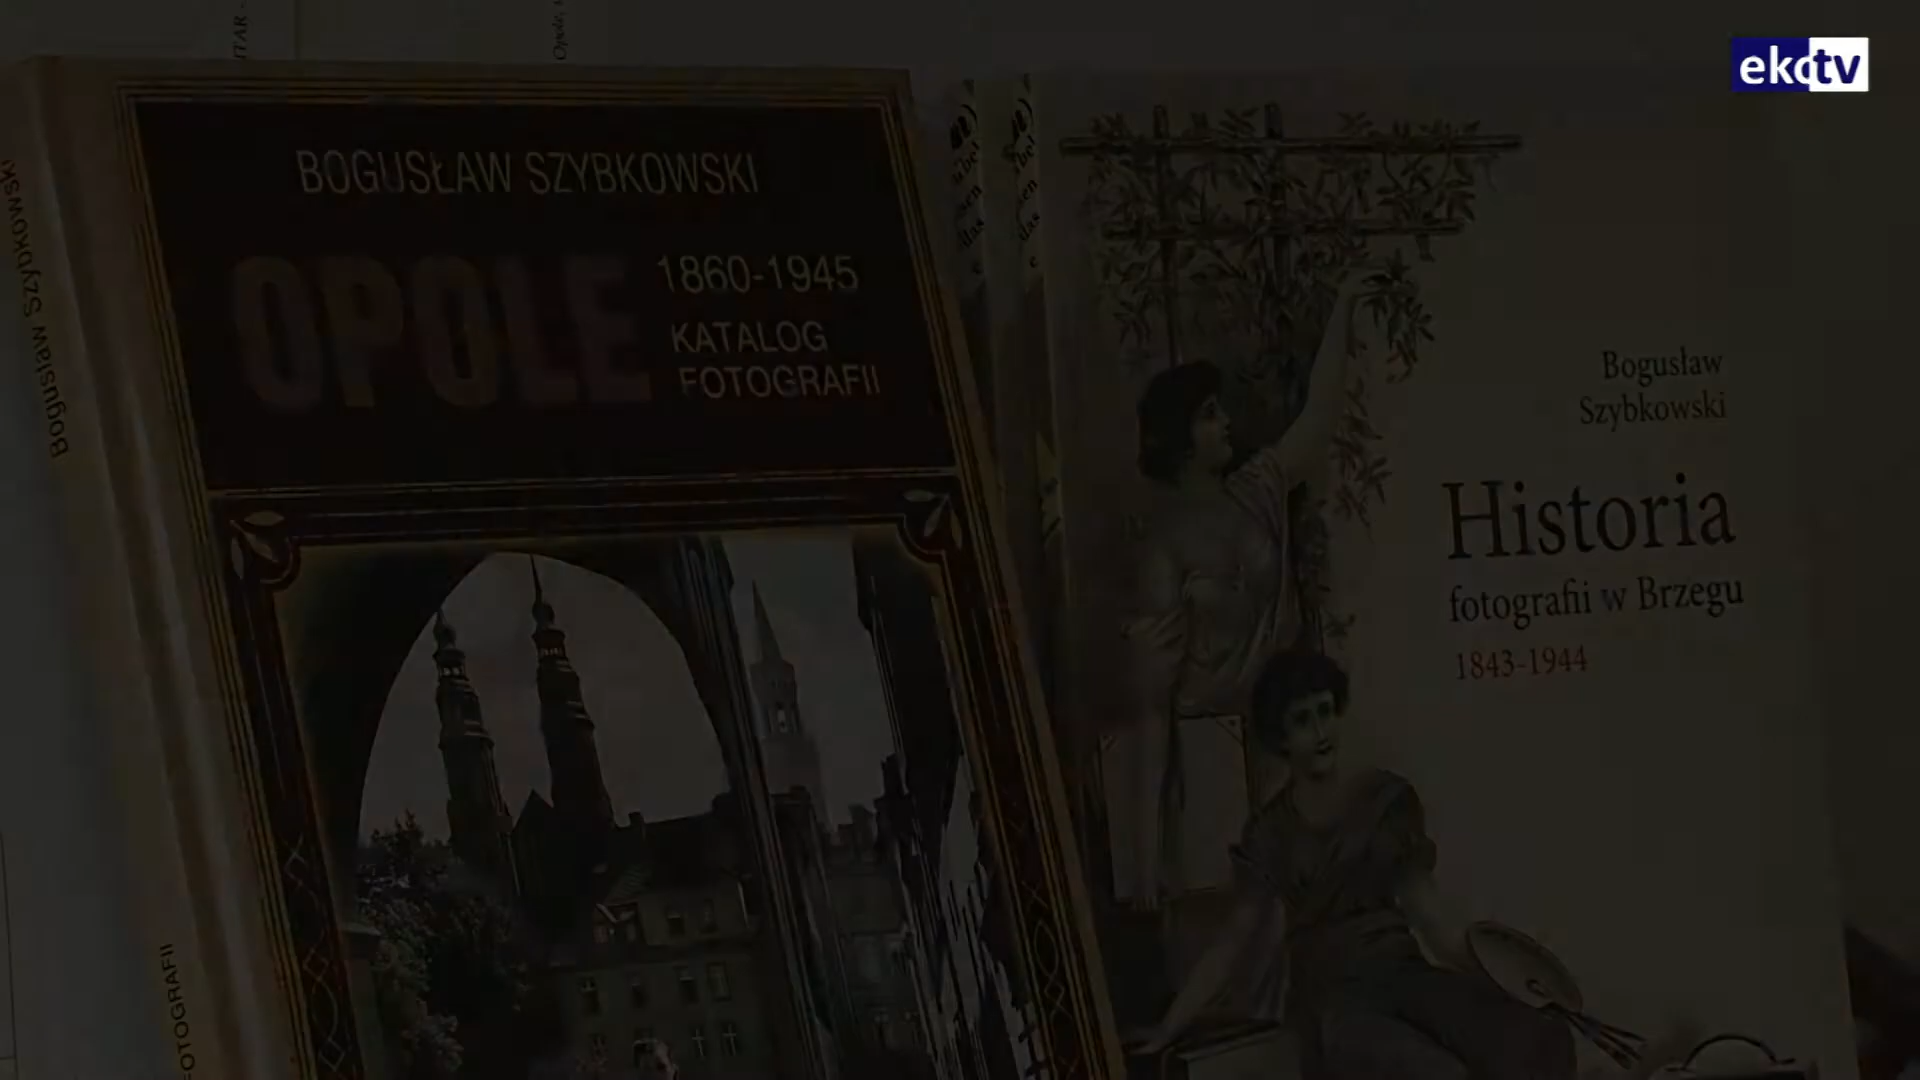 ekotv
BOGUSŁAW SZYBKOWSKI
OPOLE
1860-1945
KATALOG
FOTOGRAFII
Bogusław Szybkowski
FOTOGRAFII
Bogusław
Szybkowski
Historia
fotografii w Brzegu
1843-1944